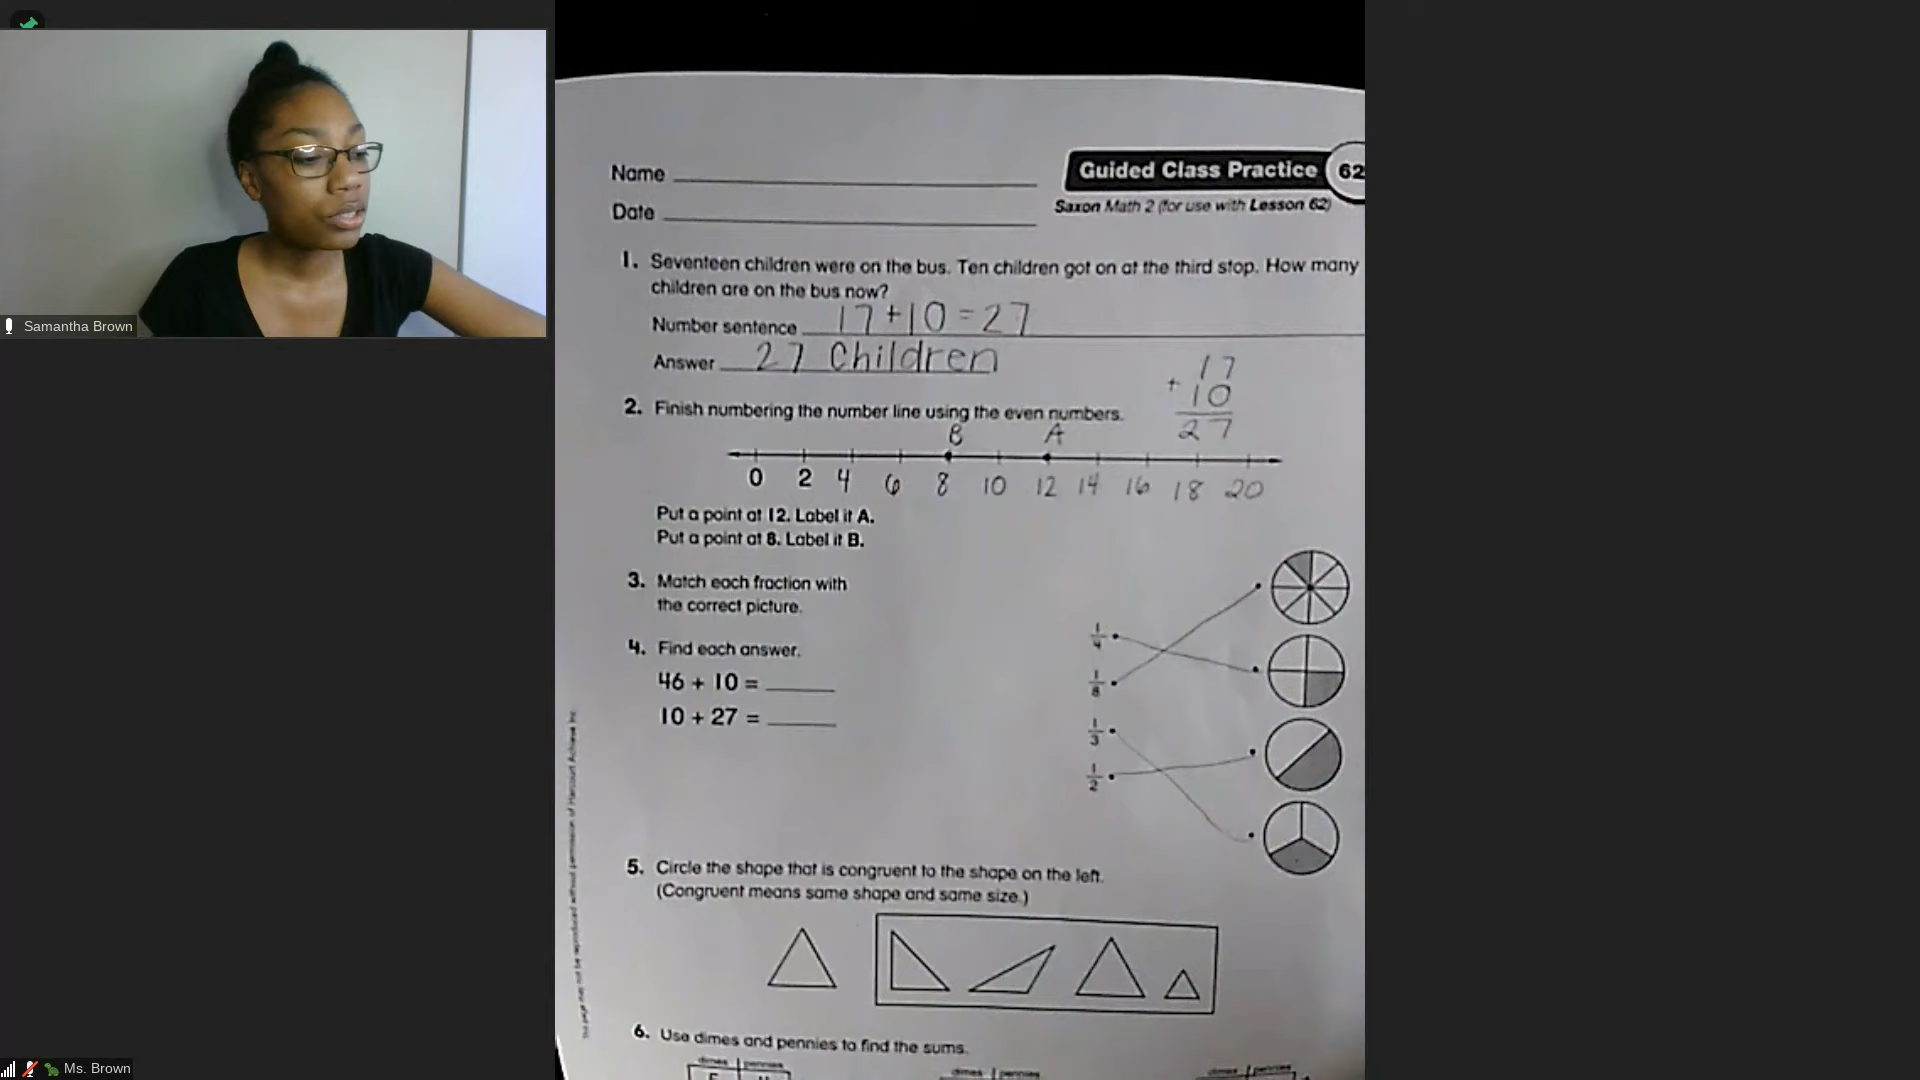 Samantha Brown
Ms. Brown
Name
Date
Guided Class Practice 62
Saxon Math 2 (for use with Lesson 62)
1. Seventeen children were on the bus. Ten children got on at the third stop. How many
children are on the bus now?
Number sentence 17+10=27
Answer 27 Children
17
+ 10
27
2. Finish numbering the number line using the even numbers.
B A
0 2 4 6 8 10 12 14 16 18 20
Put a point at 12. Label it A.
Put a point at 8. Label it B.
3. Match each fraction with
the correct picture.
1/4
1/8
1/3
1/2
4. Find each answer.
46 + 10 =
10 + 27 =
5. Circle the shape that is congruent to the shape on the left.
(Congruent means same shape and same size.)
6. Use dimes and pennies to find the sums.
dimes pennies
dimes pennies
dimes pennies